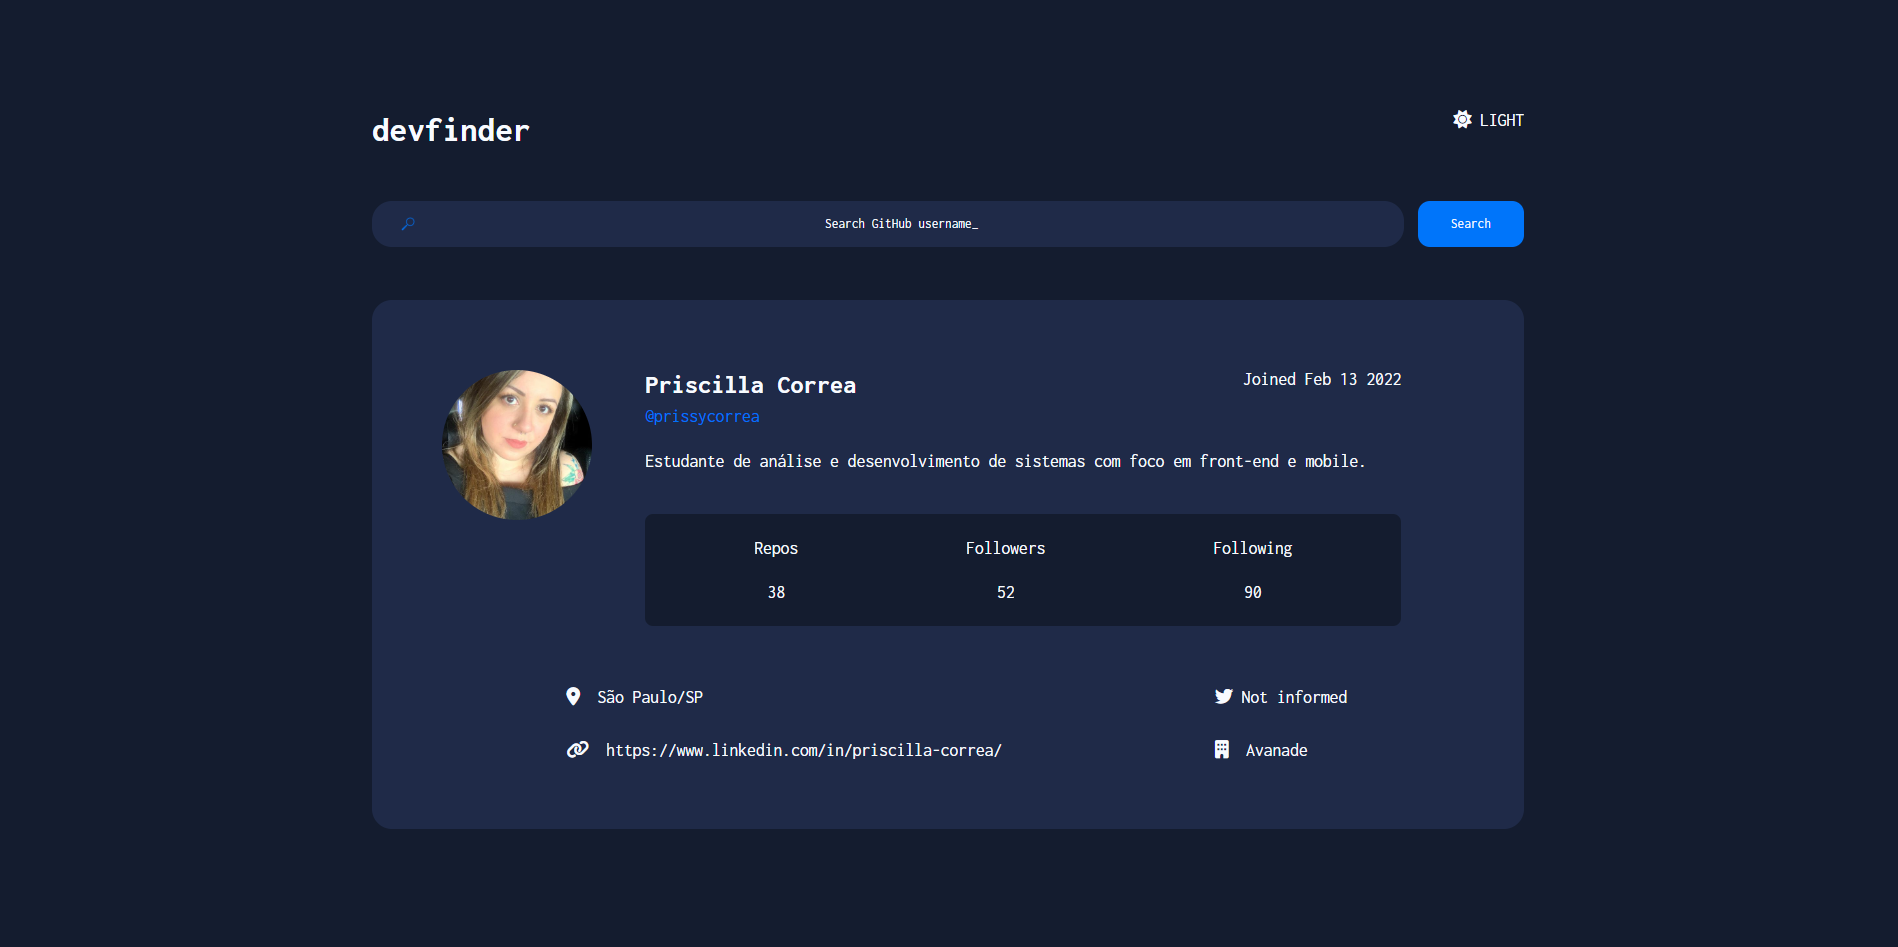 devfinder
LIGHT
Search GitHub username_
Search
Priscilla Correa
Joined Feb 13 2022
@prissycorrea
Estudante de análise e desenvolvimento de sistemas com foco em front-end e mobile.
Repos
Followers
Following
38
52
90
São Paulo/SP
Not informed
https://www.linkedin.com/in/priscilla-correa/
Avanade